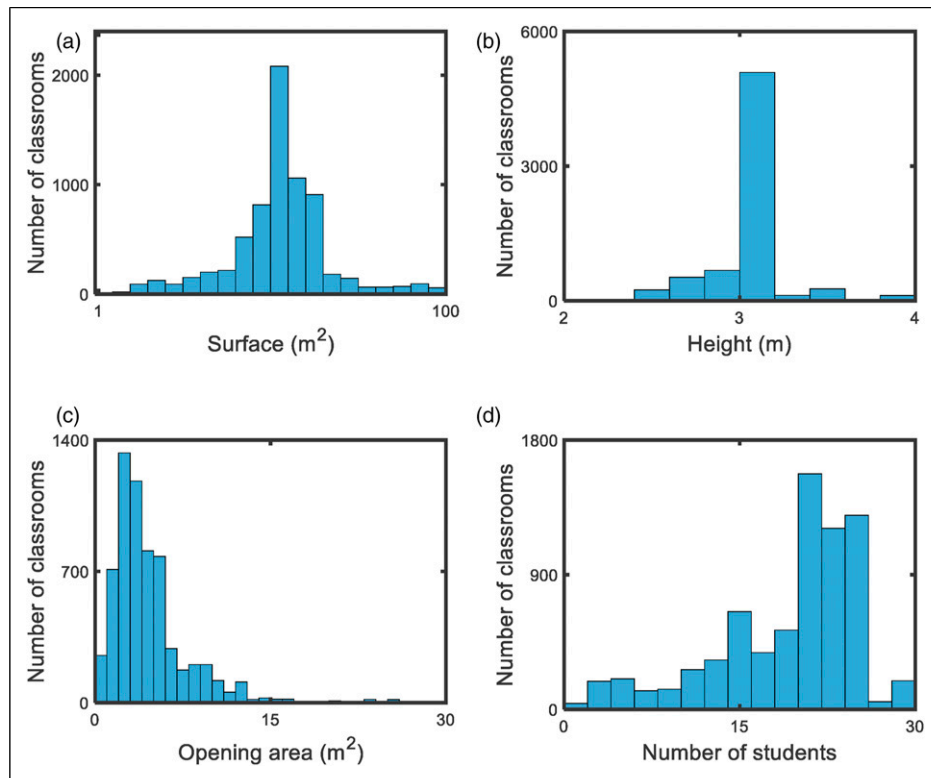 (a)
Number of classrooms
2000
1000
0
1
100
Surface (m²)
(b)
Number of classrooms
6000
3000
0
2
3
4
Height (m)
(c)
Number of classrooms
1400
700
0
0
15
30
Opening area (m²)
(d)
Number of classrooms
1800
900
0
0
15
30
Number of students